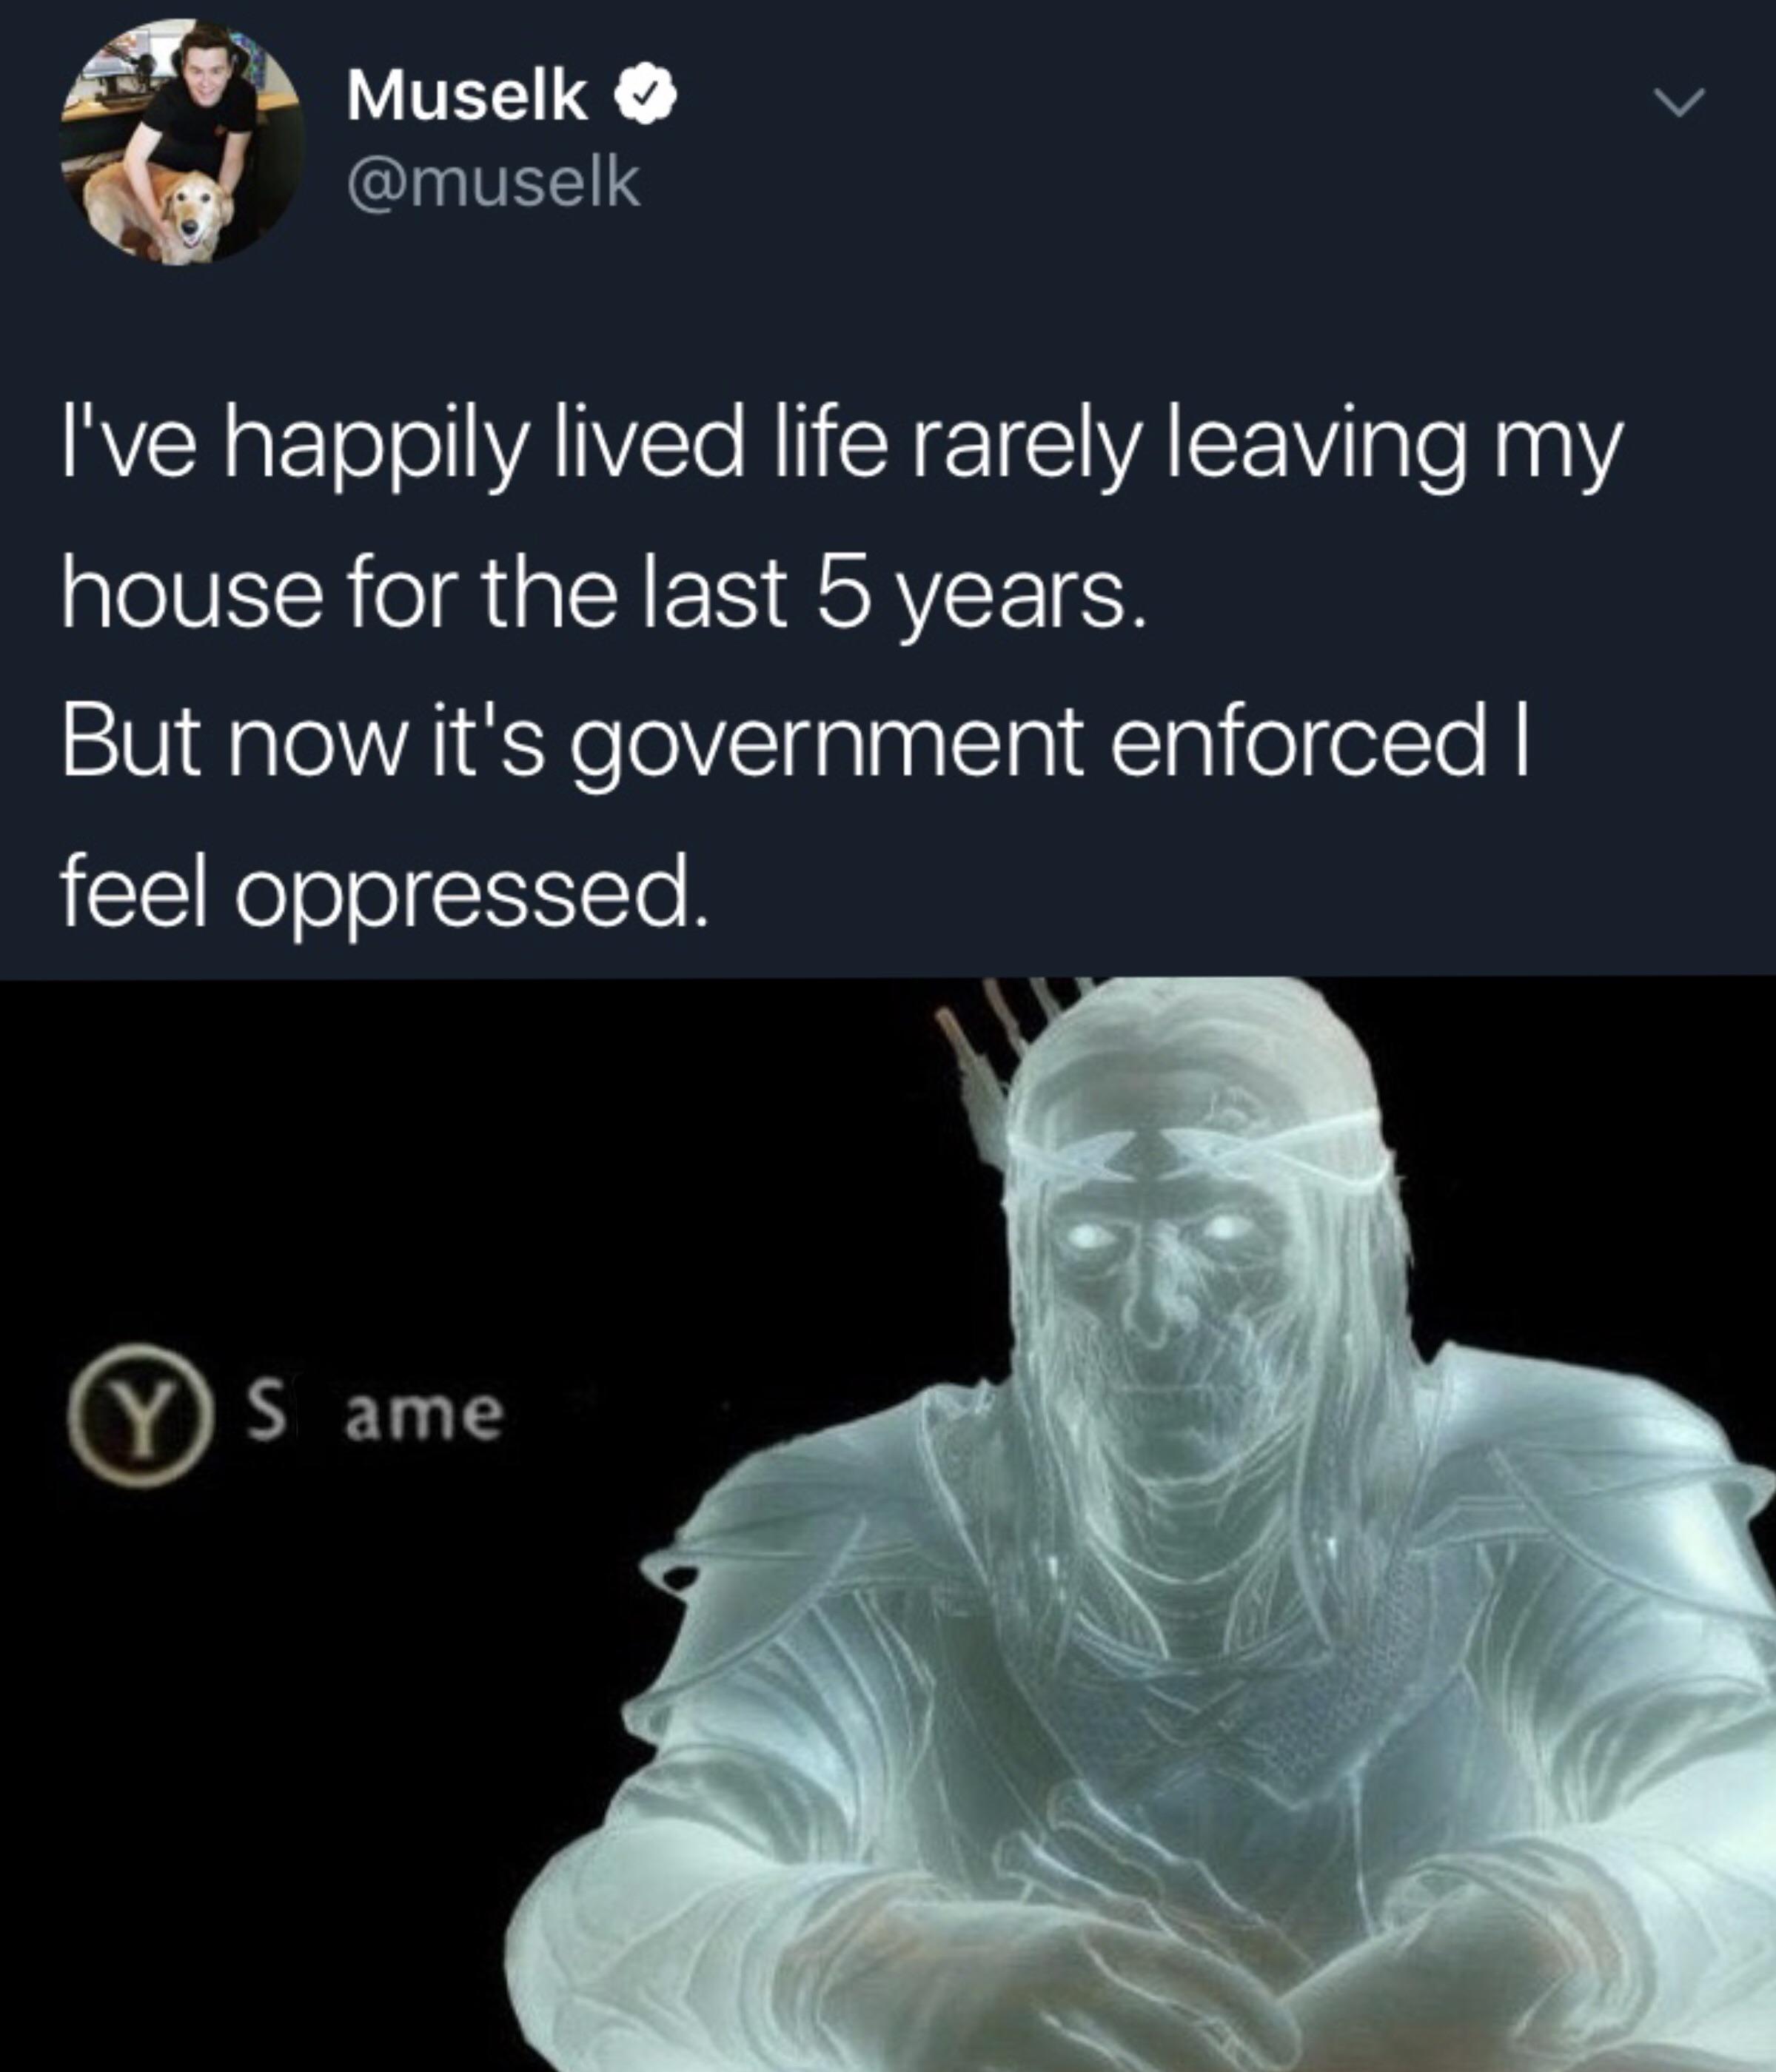 Muselk
@muselk
I've happily lived life rarely leaving my
house for the last 5 years.
But now it's government enforced I
feel oppressed.
Y S ame